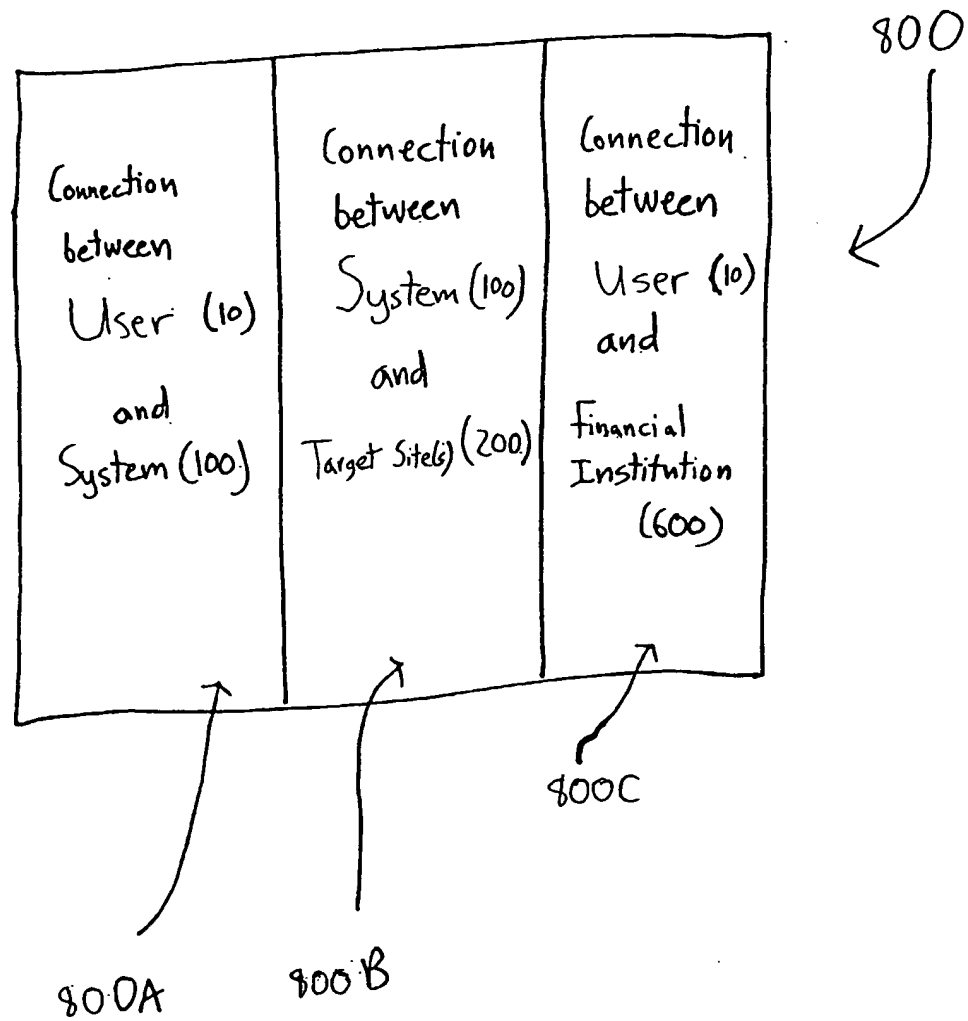 800
Connection
between
User (10)
and
System (100)
Connection
between
System (100)
and
Target Site(s) (200)
Connection
between
User (10)
and
Financial
Institution
(600)
800A
800B
800C